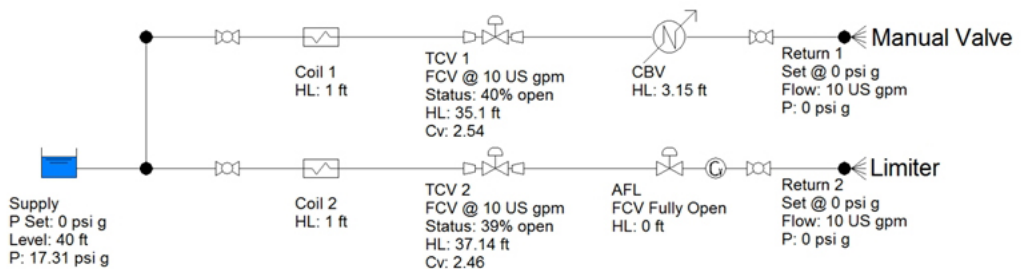 Manual Valve
Coil 1
HL: 1 ft
TCV 1
FCV @ 10 US gpm
Status: 40% open
HL: 35.1 ft
Cv: 2.54
CBV
HL: 3.15 ft
Return 1
Set @ 0 psi g
Flow: 10 US gpm
P: 0 psi g
Supply
P Set: 0 psi g
Level: 40 ft
P: 17.31 psi g
Coil 2
HL: 1 ft
TCV 2
FCV @ 10 US gpm
Status: 39% open
HL: 37.14 ft
Cv: 2.46
AFL
FCV Fully Open
HL: 0 ft
Cv
Limiter
Return 2
Set @ 0 psi g
Flow: 10 US gpm
P: 0 psi g